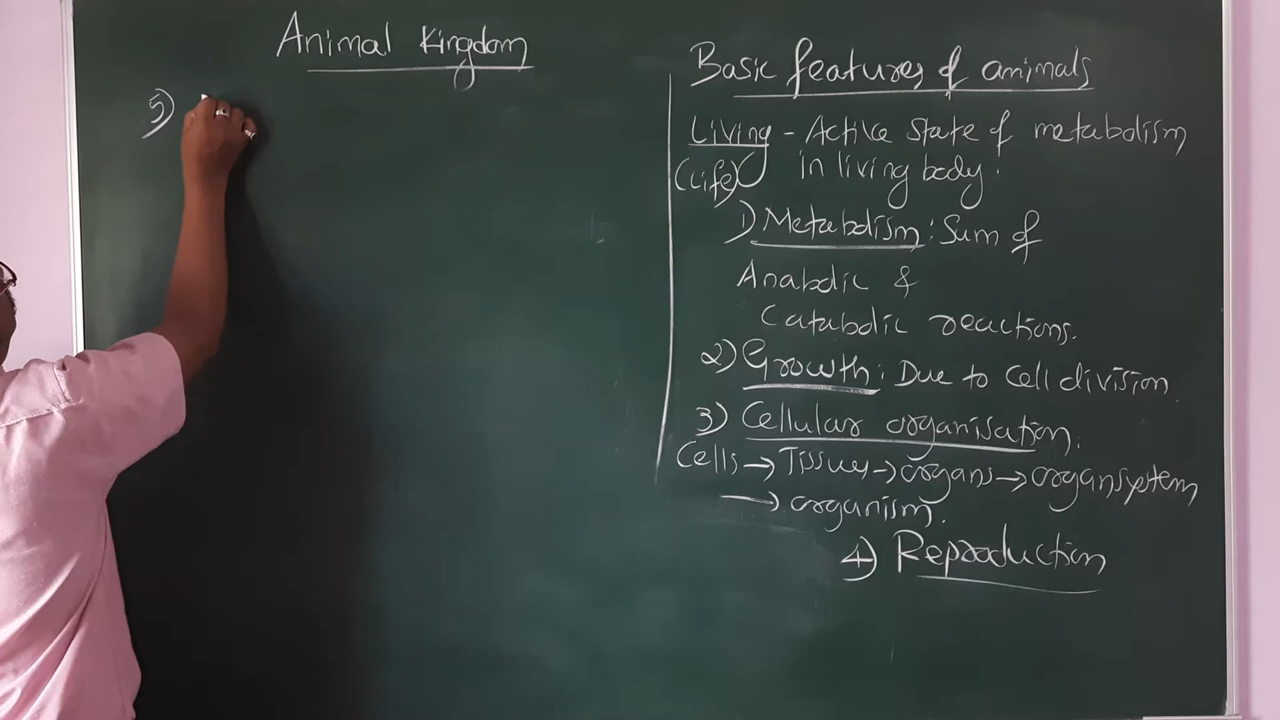 Animal Kingdom
5)
Basic features of animals
Living - Active state of metabolism
(Life) in living body.
1) Metabolism : Sum of
Anabolic &
Catabolic reactions.
2) Growth : Due to Cell division
3) Cellular organisation.
Cells → Tissues → organs → organsystem
→ organism.
4) Reproduction